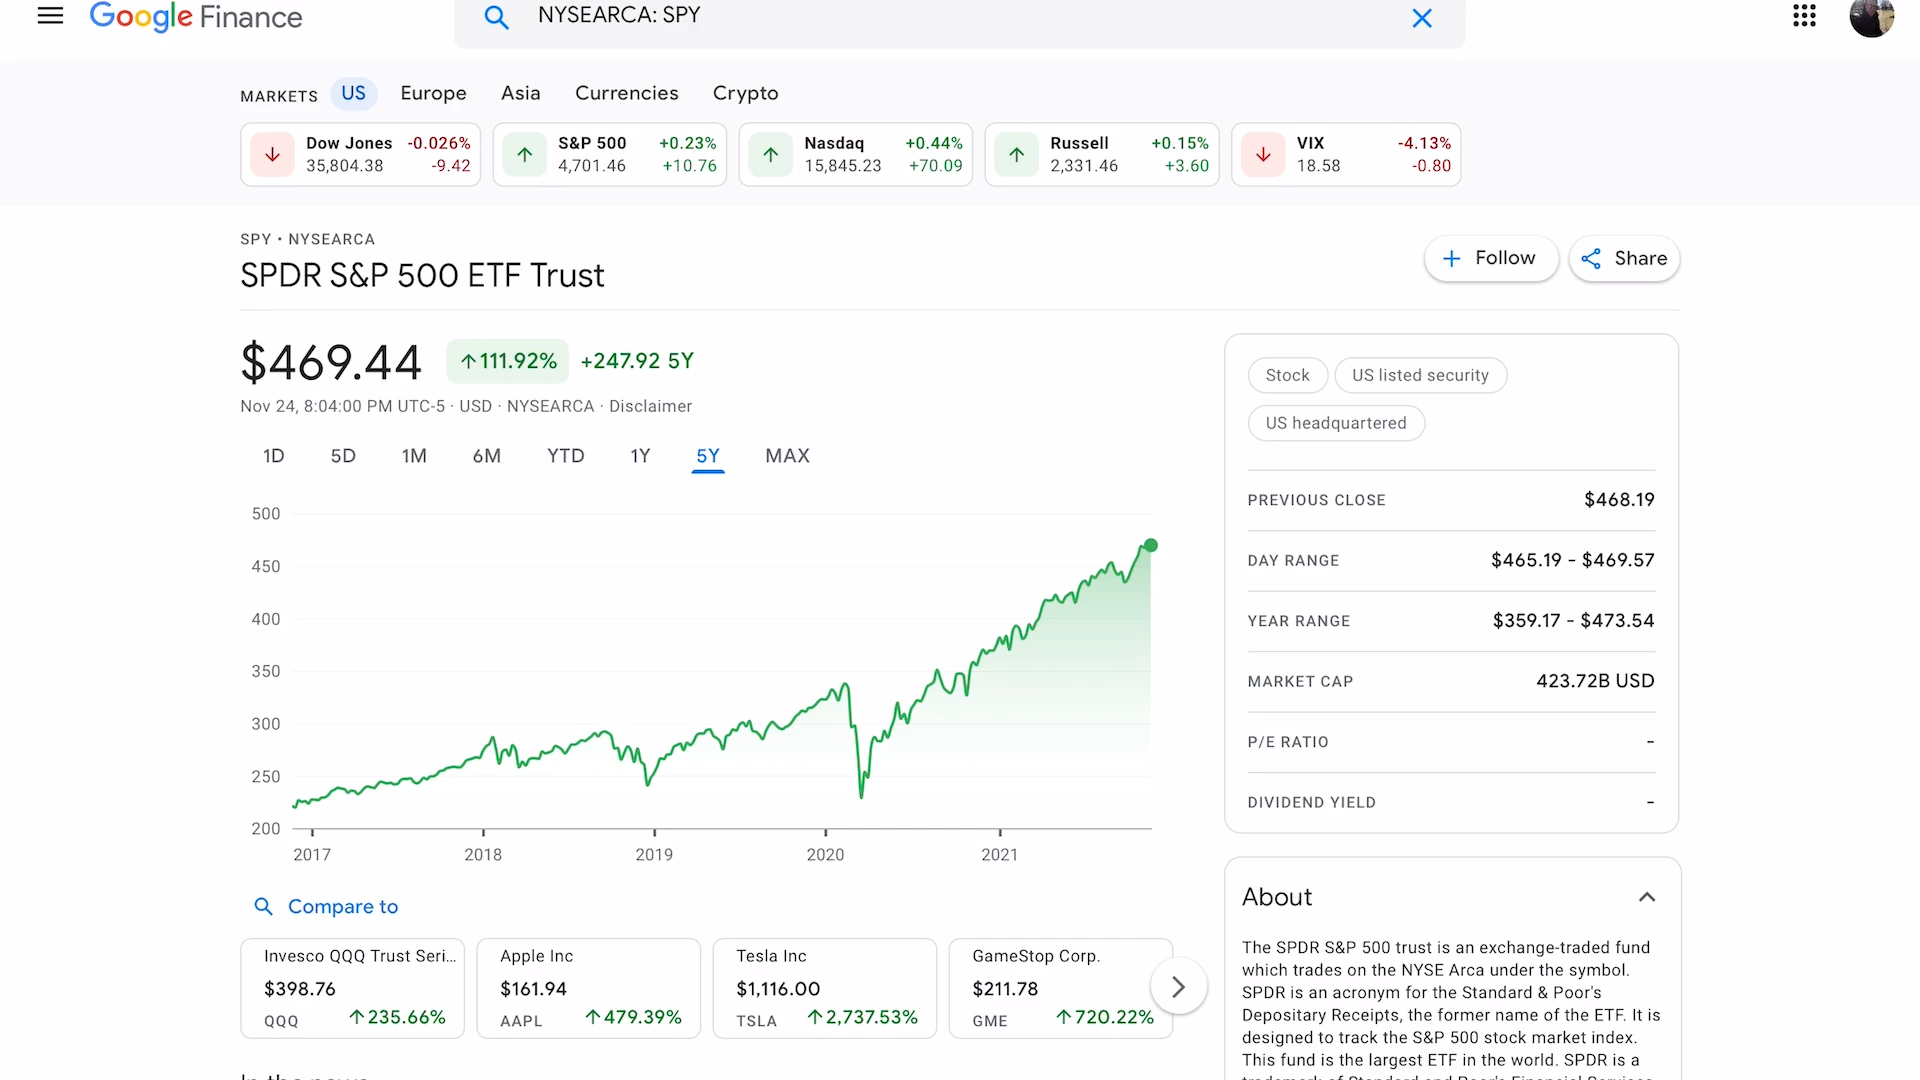 Google Finance
NYSEARCA: SPY
MARKETS US Europe Asia Currencies Crypto
Dow Jones -0.026%
35,804.38 -9.42
S&P 500 +0.23%
4,701.46 +10.76
Nasdaq +0.44%
15,845.23 +70.09
Russell +0.15%
2,331.46 +3.60
VIX -4.13%
18.58 -0.80
SPY • NYSEARCA
SPDR S&P 500 ETF Trust
Follow
Share
$469.44 ↑111.92% +247.92 5Y
Nov 24, 8:04:00 PM UTC-5 · USD · NYSEARCA · Disclaimer
1D 5D 1M 6M YTD 1Y 5Y MAX
500
450
400
350
300
250
200
2017 2018 2019 2020 2021
Stock
US listed security
US headquartered
PREVIOUS CLOSE $468.19
DAY RANGE $465.19 - $469.57
YEAR RANGE $359.17 - $473.54
MARKET CAP 423.72B USD
P/E RATIO -
DIVIDEND YIELD -
Compare to
Invesco QQQ Trust Seri...
$398.76
QQQ ↑235.66%
Apple Inc
$161.94
AAPL ↑479.39%
Tesla Inc
$1,116.00
TSLA ↑2,737.53%
GameStop Corp.
$211.78
GME ↑720.22%
About
The SPDR S&P 500 trust is an exchange-traded fund
which trades on the NYSE Arca under the symbol.
SPDR is an acronym for the Standard & Poor's
Depositary Receipts, the former name of the ETF. It is
designed to track the S&P 500 stock market index.
This fund is the largest ETF in the world. SPDR is a